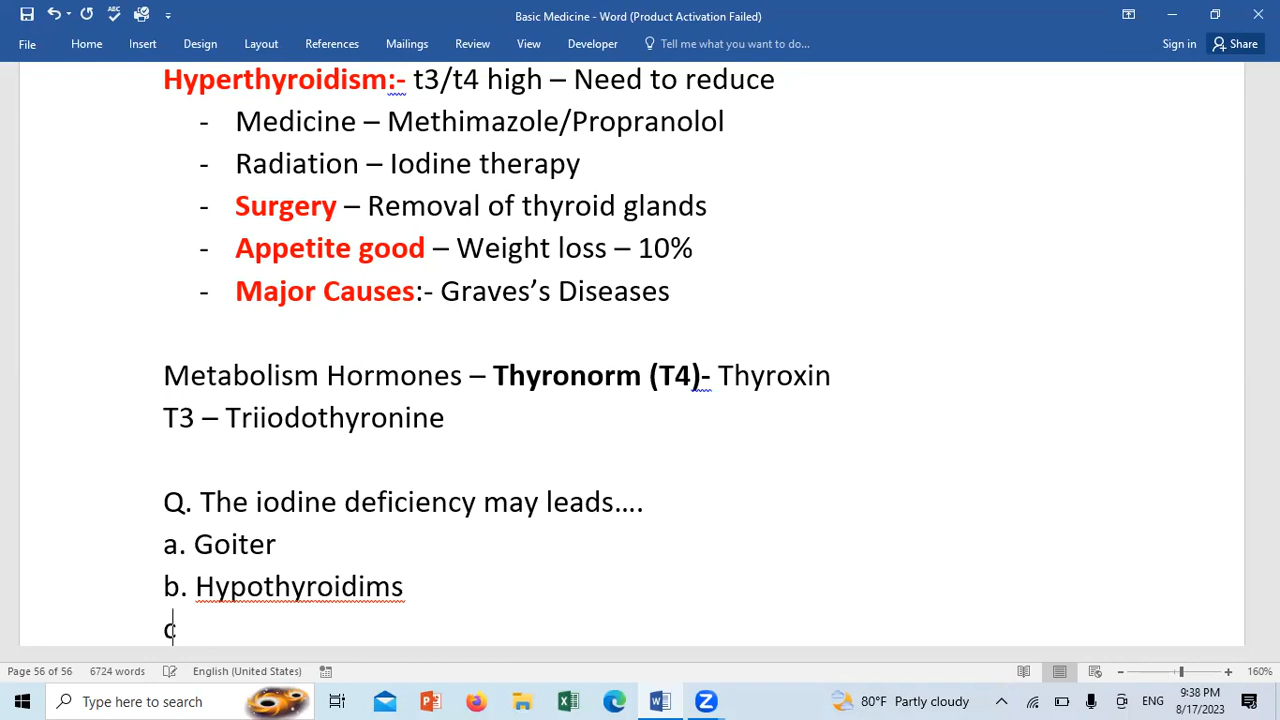 Basic Medicine - Word (Product Activation Failed)
File Home Insert Design Layout References Mailings Review View Developer Tell me what you want to do... Sign in Share
Hyperthyroidism:- t3/t4 high – Need to reduce
- Medicine – Methimazole/Propranolol
- Radiation – Iodine therapy
- Surgery – Removal of thyroid glands
- Appetite good – Weight loss – 10%
- Major Causes:- Graves’s Diseases
Metabolism Hormones – Thyronorm (T4)- Thyroxin
T3 – Triiodothyronine
Q. The iodine deficiency may leads….
a. Goiter
b. Hypothyroidims
c
Page 56 of 56 6724 words English (United States) 160%
Type here to search 80°F Partly cloudy ENG 9:38 PM
8/17/2023